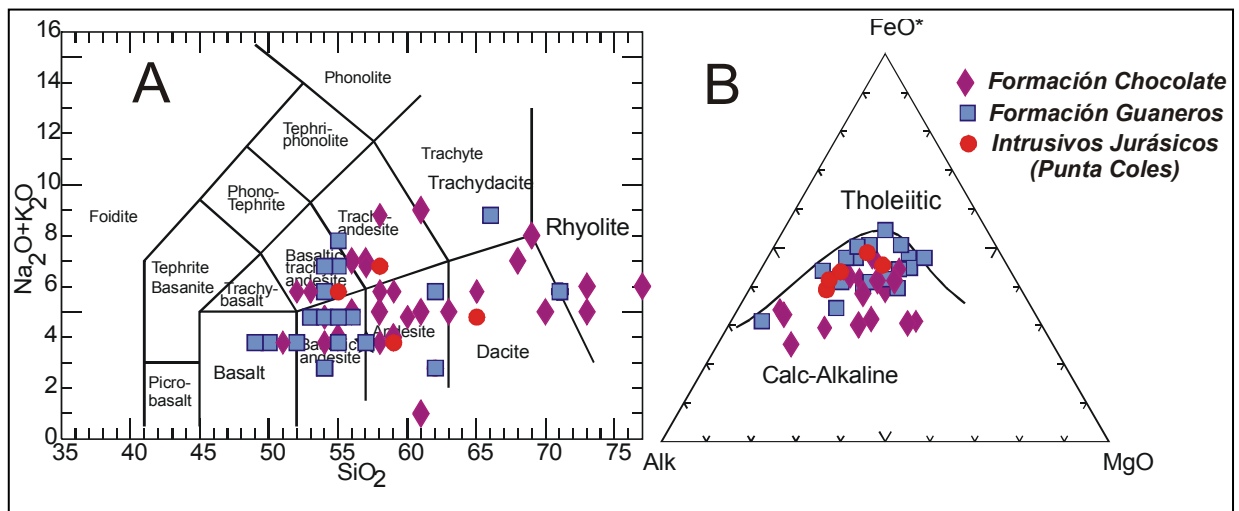 A
16
14
12
10
8
6
4
2
0
Na2O+K2O
35
40
45
50
55
60
65
70
75
SiO2
Phonolite
Tephri-
phonolite
Trachyte
Trachydacite
Phono-
Tephrite
Foidite
Trachy-
andesite
Rhyolite
Basaltic
trachy-
andesite
Tephrite
Basanite
Trachy-
basalt
Andesite
Basaltic
andesite
Dacite
Basalt
Picro-
basalt
B
FeO*
Formación Chocolate
Formación Guaneros
Intrusivos Jurásicos
(Punta Coles)
Tholeiitic
Calc-Alkaline
Alk
MgO